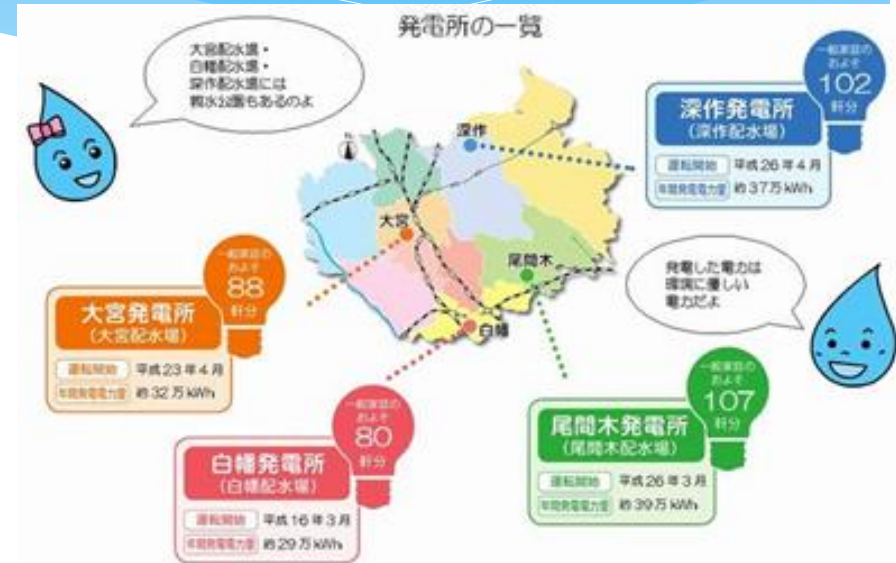 発電所の一覧
大宮配水場・
白幡配水場・
深作配水場には
親水公園もあるのよ
一般家庭の
およそ
102
軒分
深作発電所
(深作配水場)
運転開始 平成26年4月
年間発電電力量 約37万kWh
深作
大宮
尾間木
白幡
一般家庭の
およそ
88
軒分
大宮発電所
(大宮配水場)
運転開始 平成23年4月
年間発電電力量 約32万kWh
発電した電力は
環境に優しい
電力だよ
一般家庭の
およそ
80
軒分
白幡発電所
(白幡配水場)
運転開始 平成16年3月
年間発電電力量 約29万kWh
一般家庭の
およそ
107
軒分
尾間木発電所
(尾間木配水場)
運転開始 平成26年3月
年間発電電力量 約39万kWh